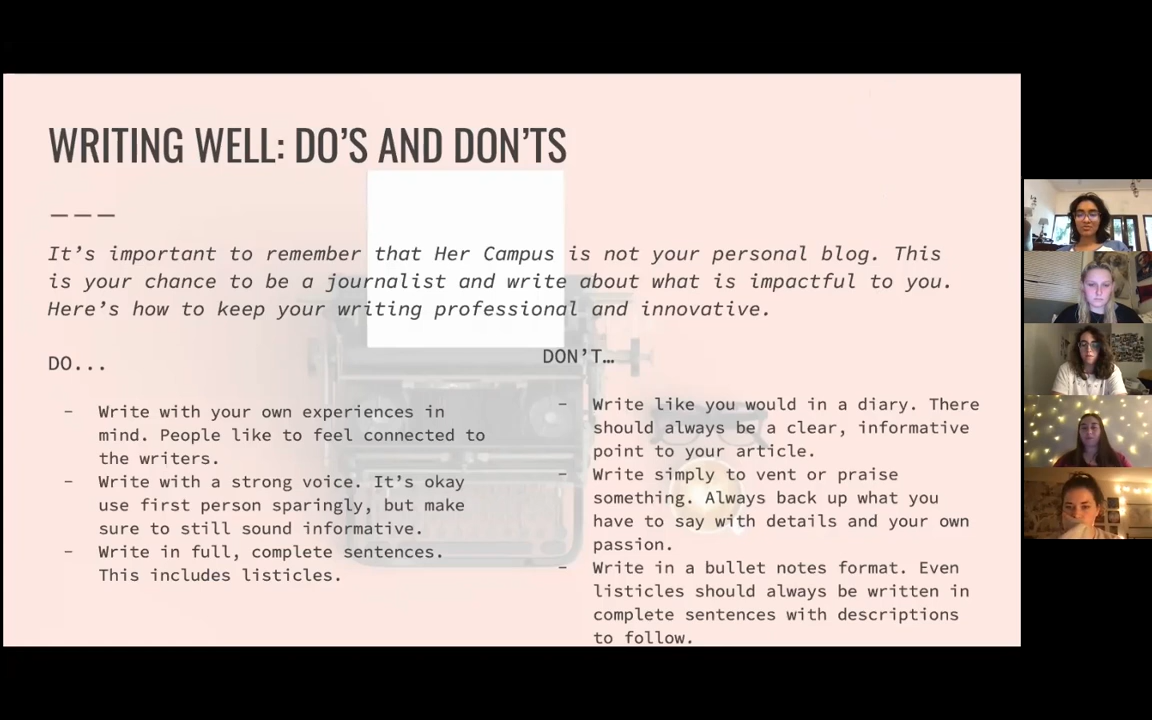 WRITING WELL: DO’S AND DON’TS
———
It’s important to remember that Her Campus is not your personal blog. This
is your chance to be a journalist and write about what is impactful to you.
Here’s how to keep your writing professional and innovative.
DO...
- Write with your own experiences in
mind. People like to feel connected to
the writers.
- Write with a strong voice. It’s okay
use first person sparingly, but make
sure to still sound informative.
- Write in full, complete sentences.
This includes listicles.
DON’T…
- Write like you would in a diary. There
should always be a clear, informative
point to your article.
- Write simply to vent or praise
something. Always back up what you
have to say with details and your own
passion.
- Write in a bullet notes format. Even
listicles should always be written in
complete sentences with descriptions
to follow.